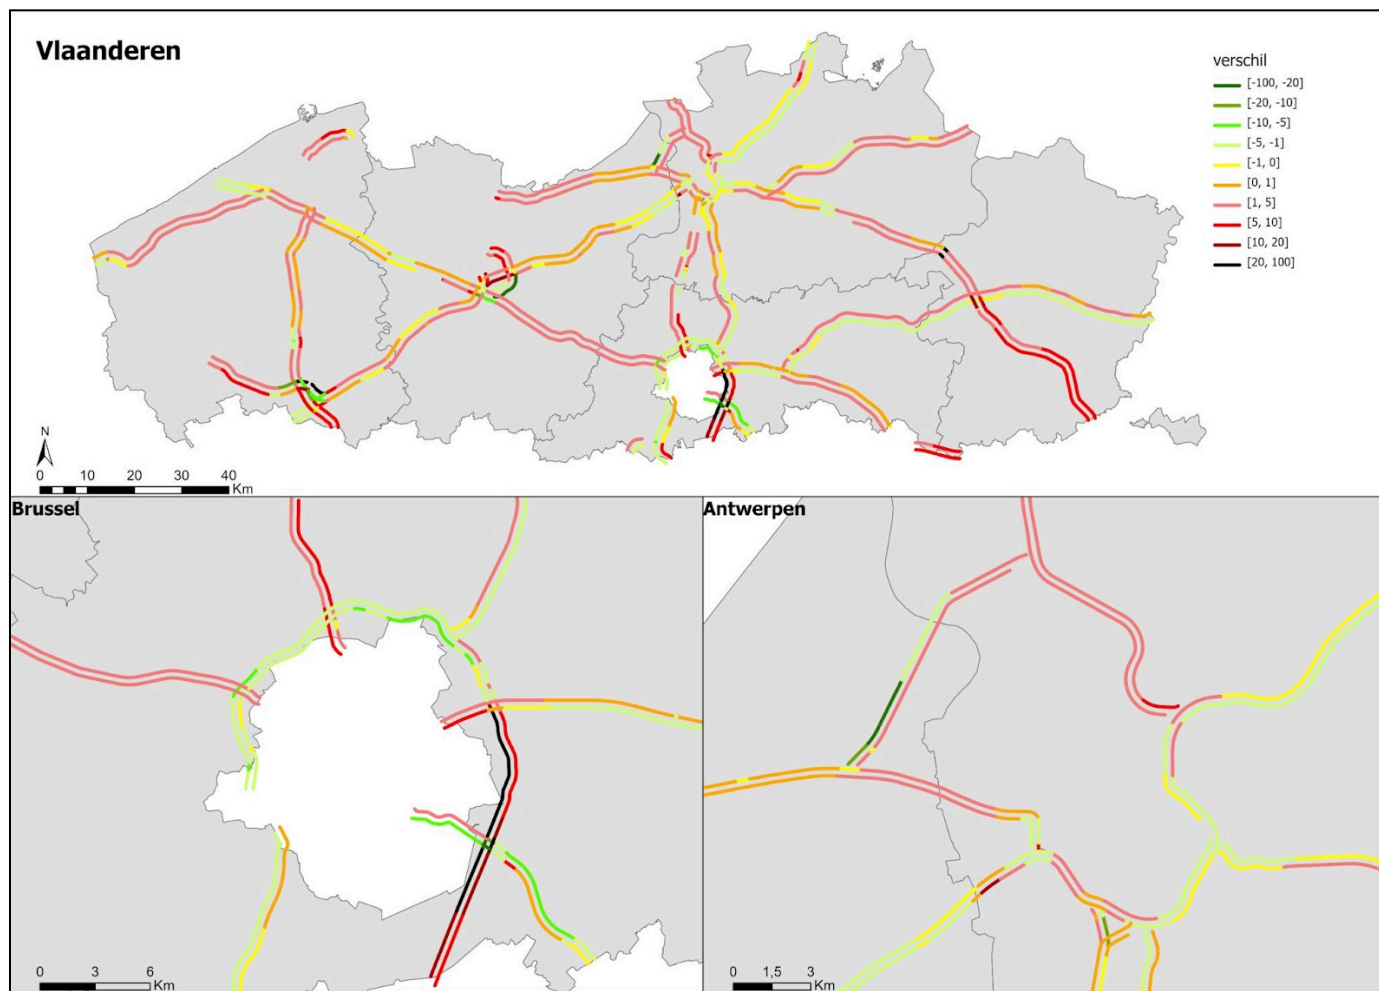 Vlaanderen
verschil
[-100, -20]
[-20, -10]
[-10, -5]
[-5, -1]
[-1, 0]
[0, 1]
[1, 5]
[5, 10]
[10, 20]
[20, 100]
N
0 10 20 30 40
Km
Brussel
Antwerpen
0 3 6
Km
0 1,5 3
Km